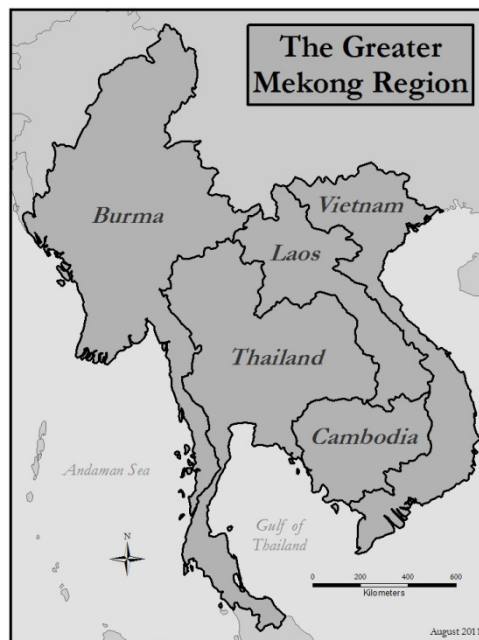 The Greater
Mekong Region
Burma
Vietnam
Laos
Thailand
Cambodia
Andaman Sea
Gulf of
Thailand
N
0 200 400 600
Kilometers
August 2011